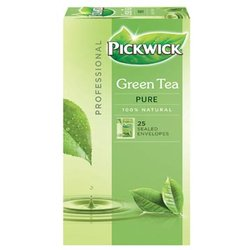 PICKWICK
PROFESSIONAL
Green Tea
PURE
100% NATURAL
25
SEALED
ENVELOPES